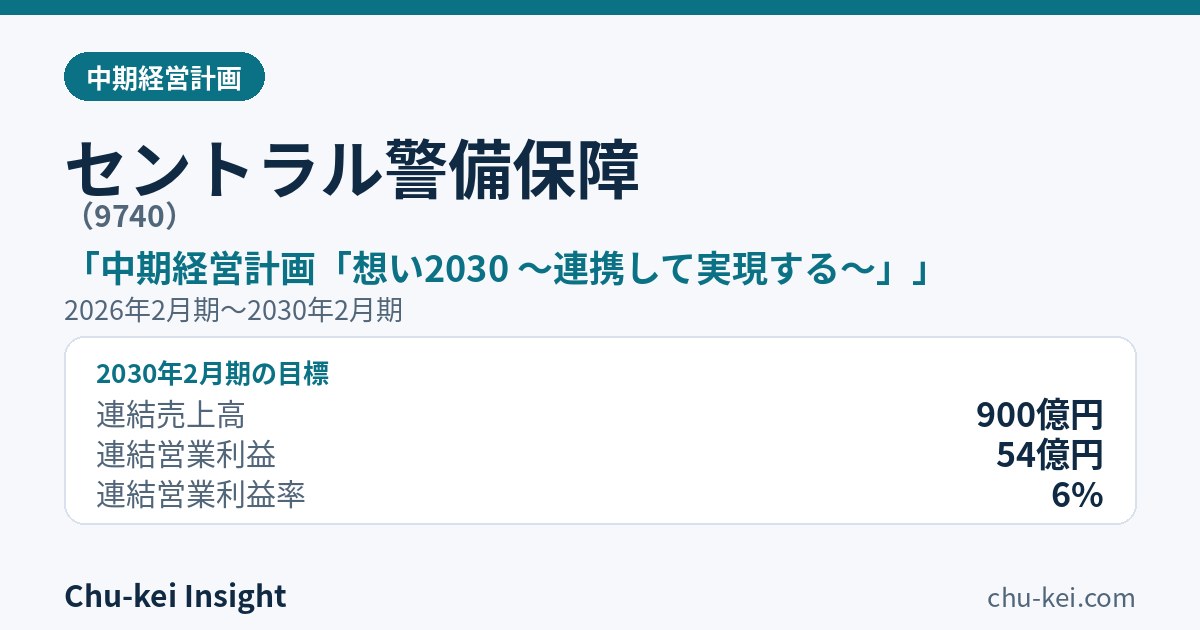 中期経営計画
セントラル警備保障
（9740）
「中期経営計画「想い2030 〜連携して実現する〜」」
2026年2月期〜2030年2月期
2030年2月期の目標
連結売上高 900億円
連結営業利益 54億円
連結営業利益率 6%
Chu-kei Insight chu-kei.com